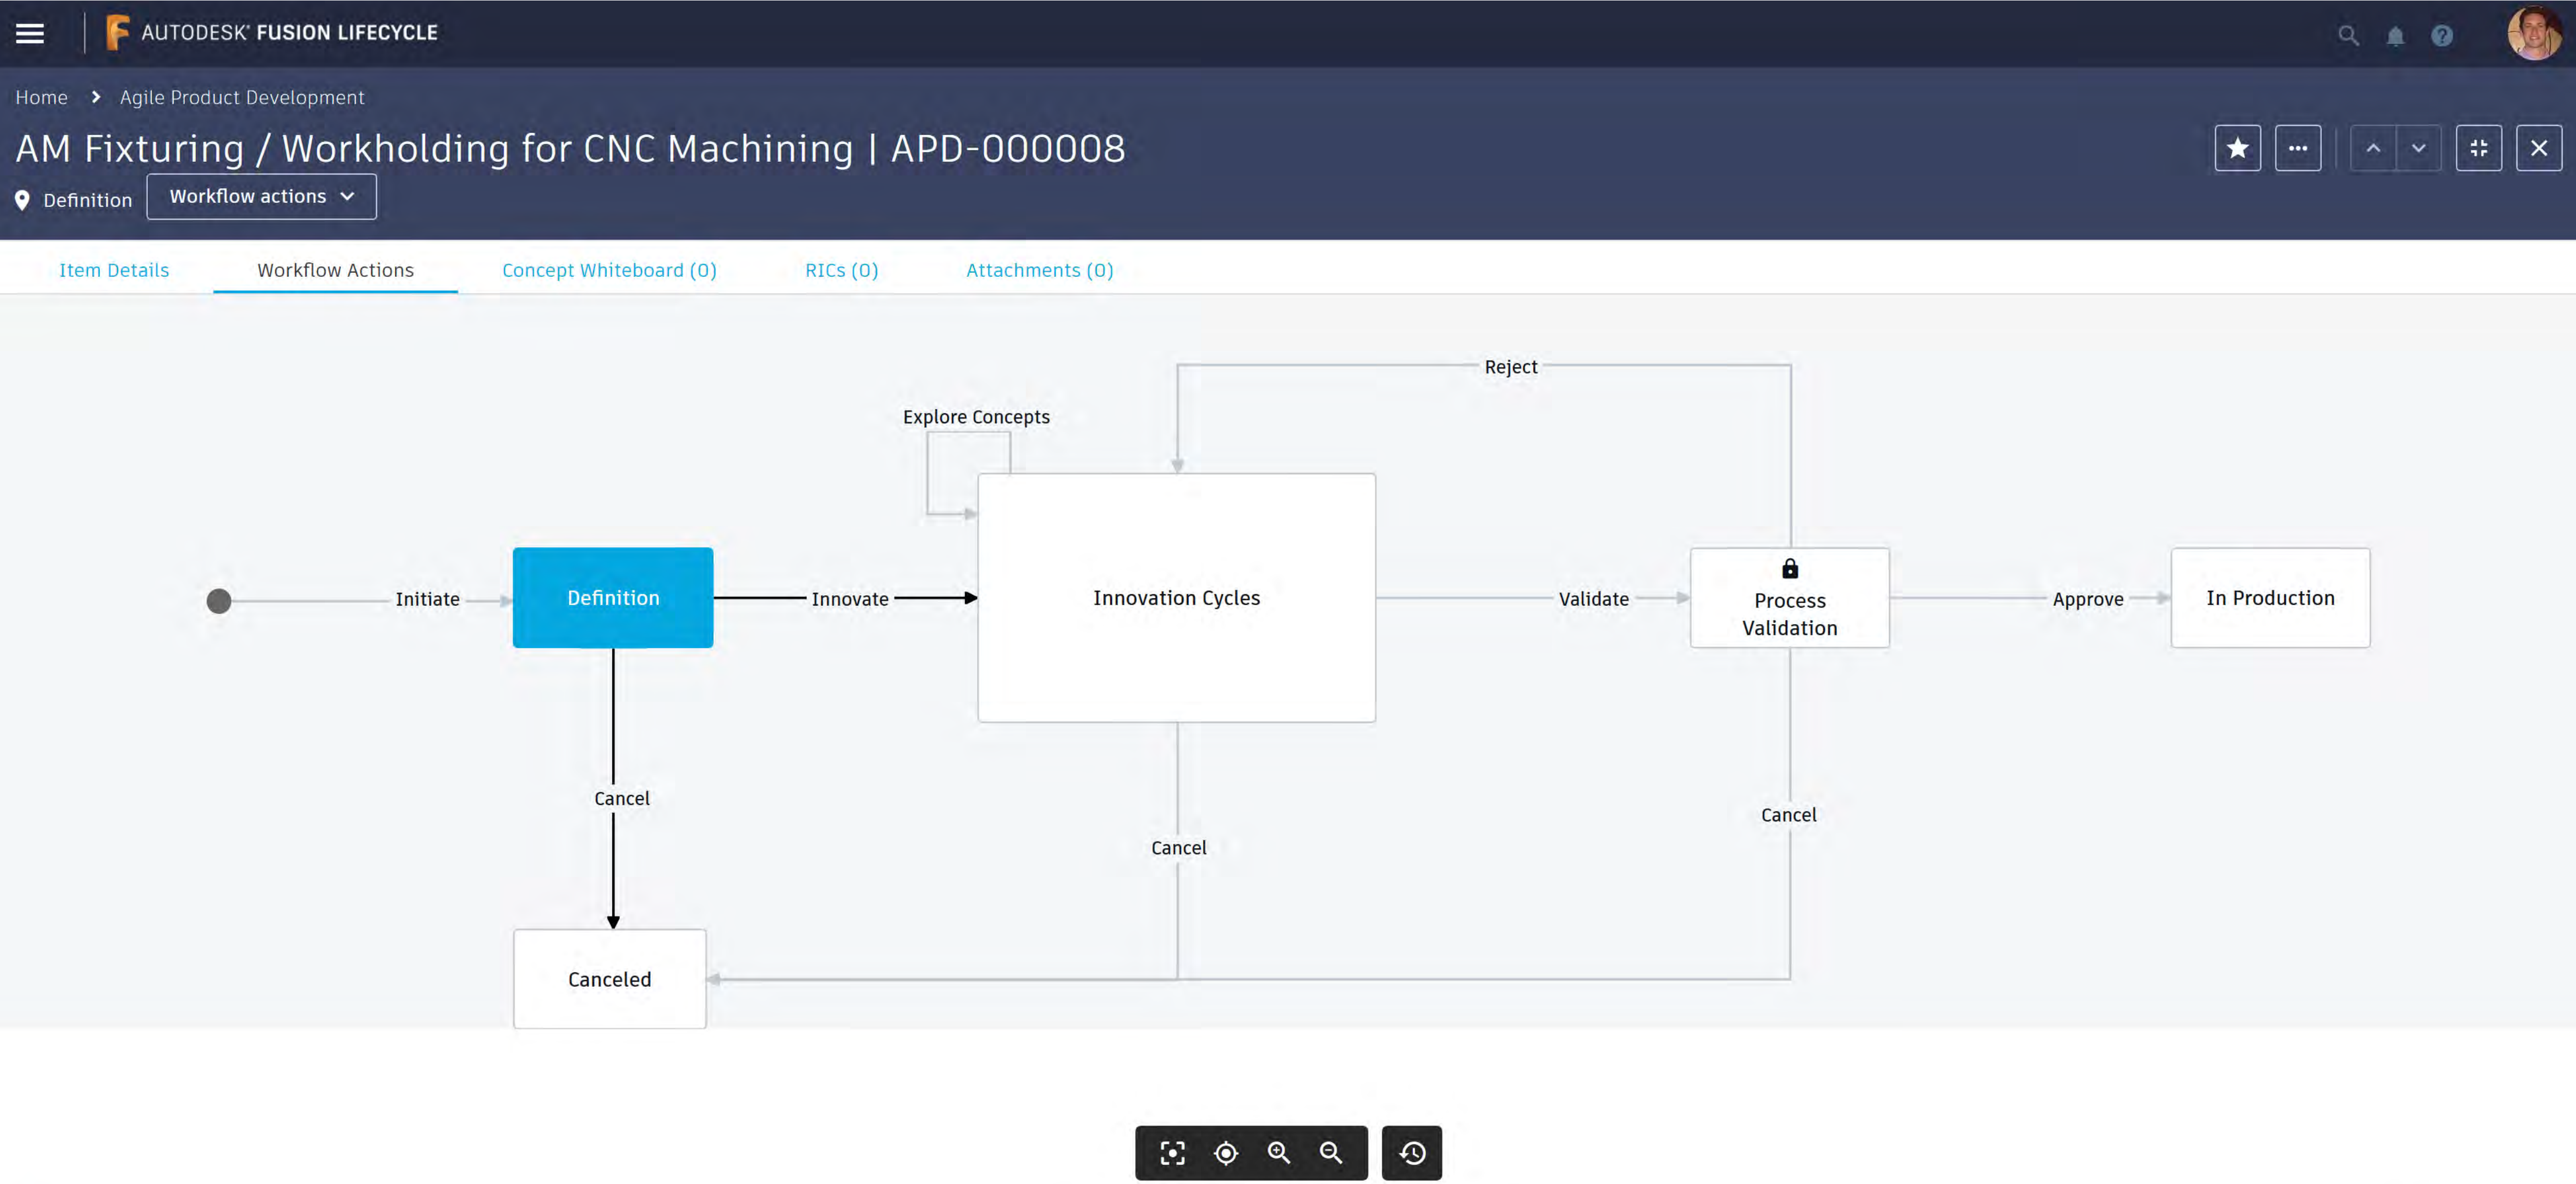 AUTODESK® FUSION LIFECYCLE
Home > Agile Product Development
AM Fixturing / Workholding for CNC Machining | APD-000008
Definition
Workflow actions
Item Details
Workflow Actions
Concept Whiteboard (0)
RICs (0)
Attachments (0)
Reject
Explore Concepts
Initiate
Definition
Innovate
Innovation Cycles
Validate
Process
Validation
Approve
In Production
Cancel
Cancel
Cancel
Canceled